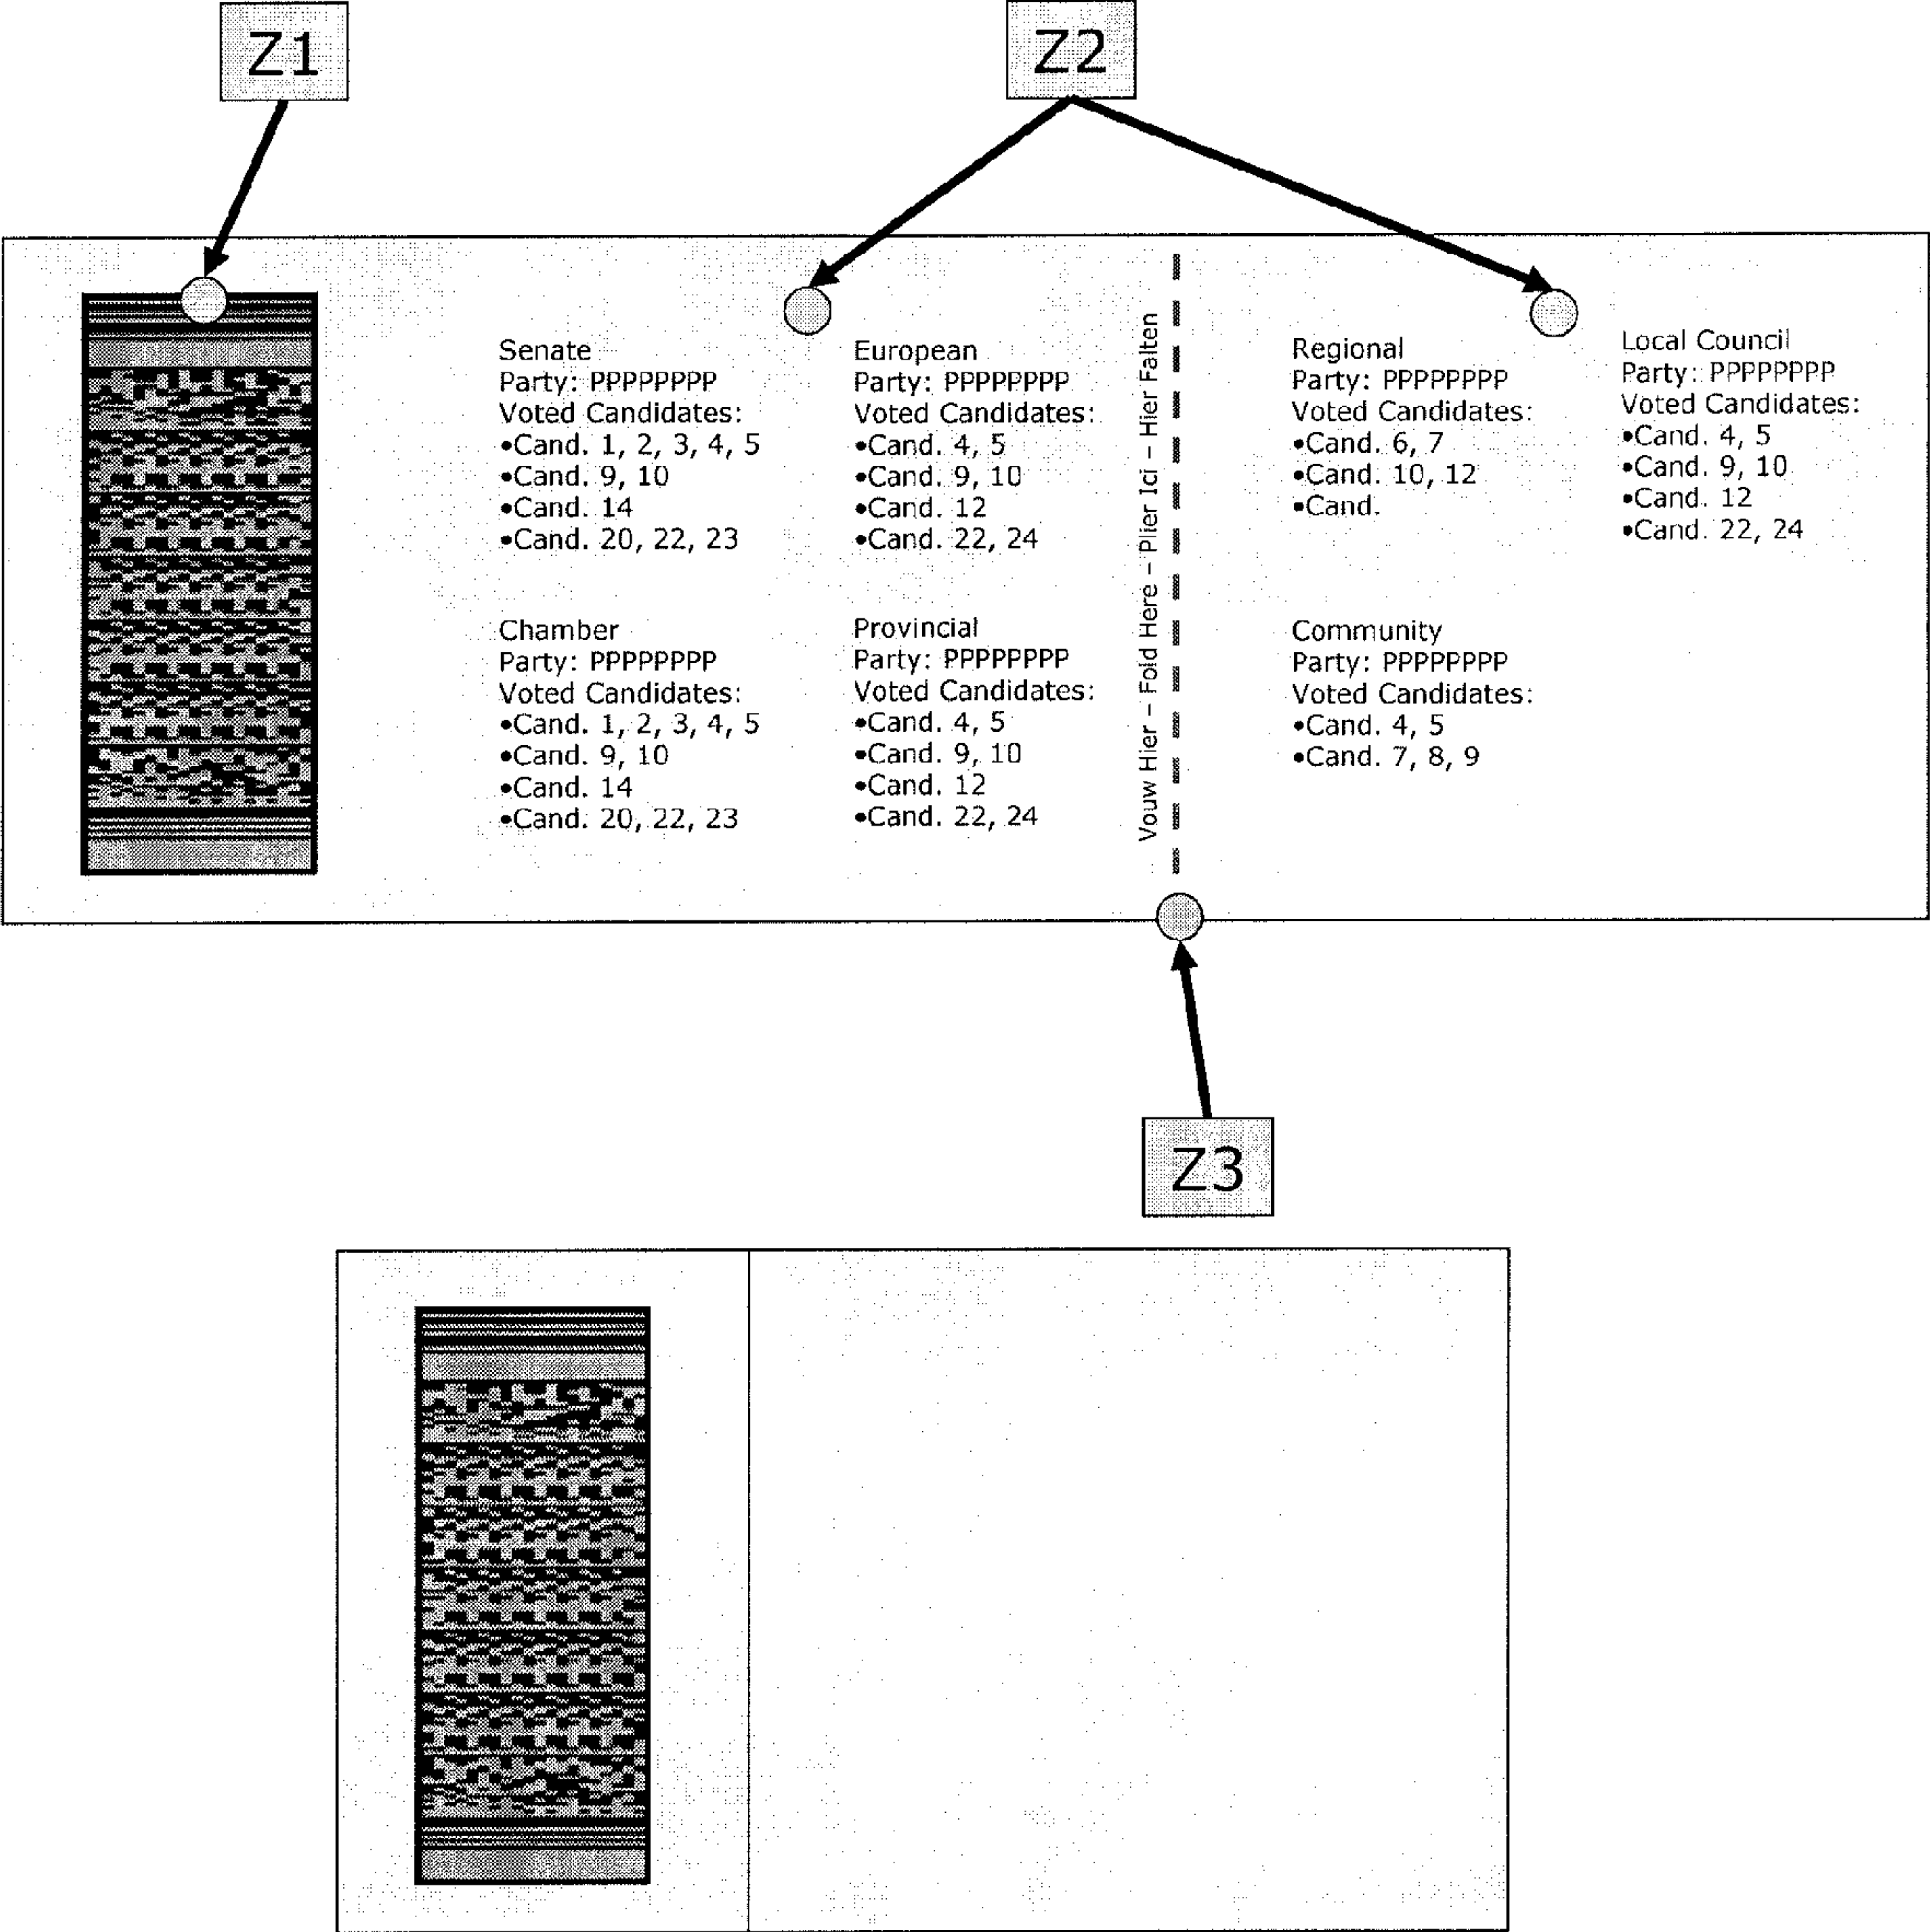 Z1
Z2
Senate
Party: PPPPPPPP
Voted Candidates:
•Cand. 1, 2, 3, 4, 5
•Cand. 9, 10
•Cand. 14
•Cand. 20, 22, 23
European
Party: PPPPPPPP
Voted Candidates:
•Cand. 4, 5
•Cand. 9, 10
•Cand. 12
•Cand. 22, 24
Chamber
Party: PPPPPPPP
Voted Candidates:
•Cand. 1, 2, 3, 4, 5
•Cand. 9, 10
•Cand. 14
•Cand. 20, 22, 23
Provincial
Party: PPPPPPPP
Voted Candidates:
•Cand. 4, 5
•Cand. 9, 10
•Cand. 12
•Cand. 22, 24
Vouw Hier – Fold Here – Plier Ici – Hier Falten
Regional
Party: PPPPPPPP
Voted Candidates:
•Cand. 6, 7
•Cand. 10, 12
•Cand.
Local Council
Party: PPPPPPPP
Voted Candidates:
•Cand. 4, 5
•Cand. 9, 10
•Cand. 12
•Cand. 22, 24
Community
Party: PPPPPPPP
Voted Candidates:
•Cand. 4, 5
•Cand. 7, 8, 9
Z3